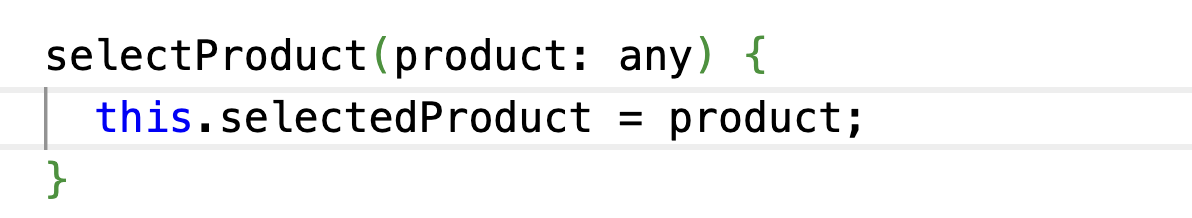 selectProduct(product: any) {
  this.selectedProduct = product;
}